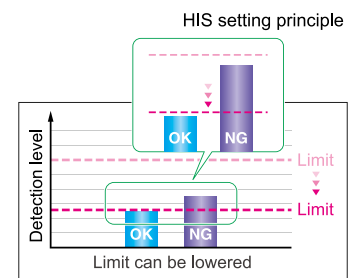 HIS setting principle
OK
NG
Detection level
Limit
Limit
OK
NG
Limit can be lowered